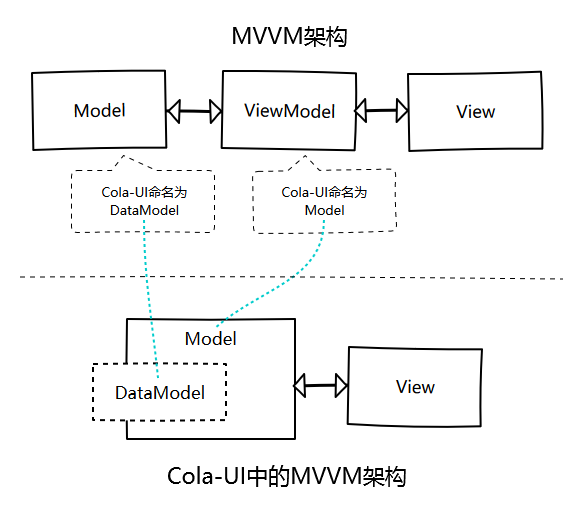 MVVM架构
Model
ViewModel
View
Cola-UI命名为
DataModel
Cola-UI命名为
Model
Model
DataModel
View
Cola-UI中的MVVM架构